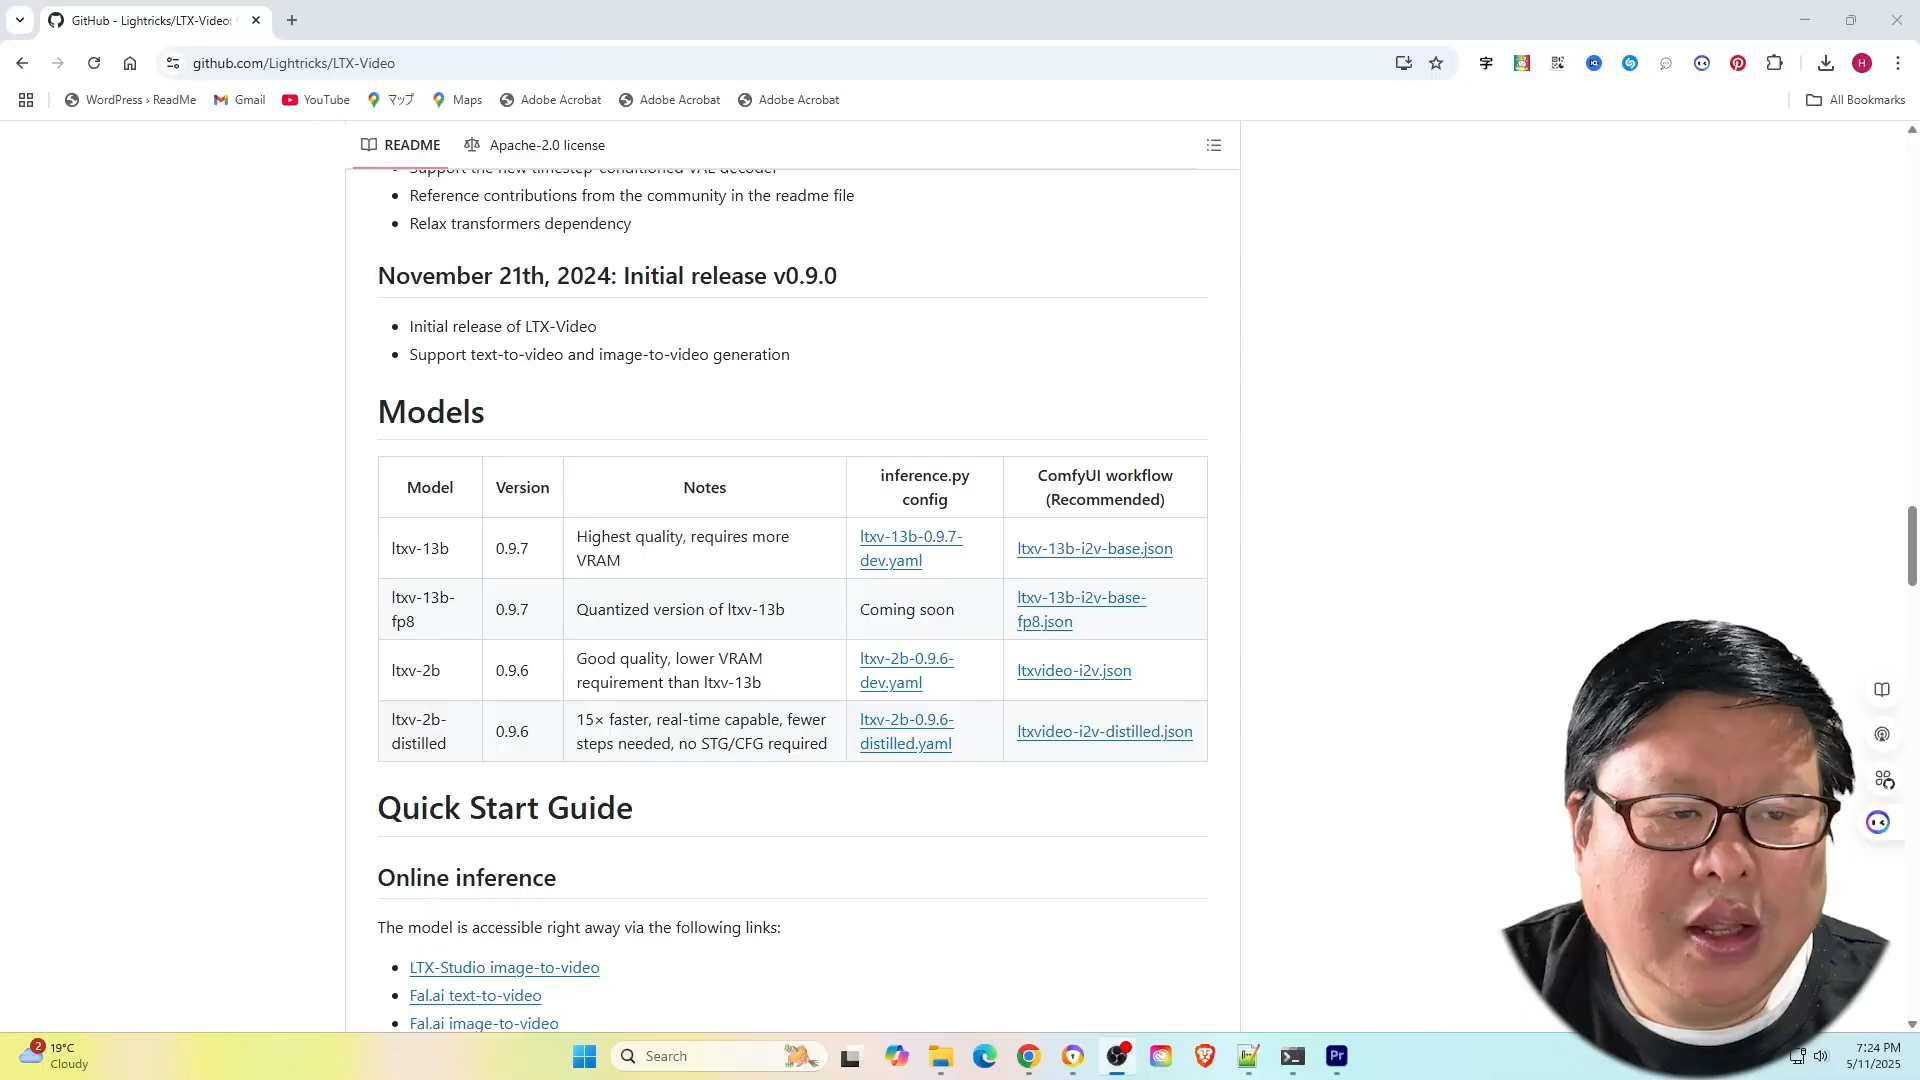 GitHub - Lightricks/LTX-Video:
github.com/Lightricks/LTX-Video
WordPress › ReadMe
Gmail
YouTube
マップ
Maps
Adobe Acrobat
Adobe Acrobat
Adobe Acrobat
All Bookmarks
README
Apache-2.0 license
Support the new timestep-conditioned VAE decoder
Reference contributions from the community in the readme file
Relax transformers dependency
November 21th, 2024: Initial release v0.9.0
Initial release of LTX-Video
Support text-to-video and image-to-video generation
Models
Model
Version
Notes
inference.py
config
ComfyUI workflow
(Recommended)
ltxv-13b
0.9.7
Highest quality, requires more
VRAM
ltxv-13b-0.9.7-
dev.yaml
ltxv-13b-i2v-base.json
ltxv-13b-
fp8
0.9.7
Quantized version of ltxv-13b
Coming soon
ltxv-13b-i2v-base-
fp8.json
ltxv-2b
0.9.6
Good quality, lower VRAM
requirement than ltxv-13b
ltxv-2b-0.9.6-
dev.yaml
ltxvideo-i2v.json
ltxv-2b-
distilled
0.9.6
15× faster, real-time capable, fewer
steps needed, no STG/CFG required
ltxv-2b-0.9.6-
distilled.yaml
ltxvideo-i2v-distilled.json
Quick Start Guide
Online inference
The model is accessible right away via the following links:
LTX-Studio image-to-video
Fal.ai text-to-video
Fal.ai image-to-video
2
19°C
Cloudy
Search
Pr
7:24 PM
5/11/2025
字
H